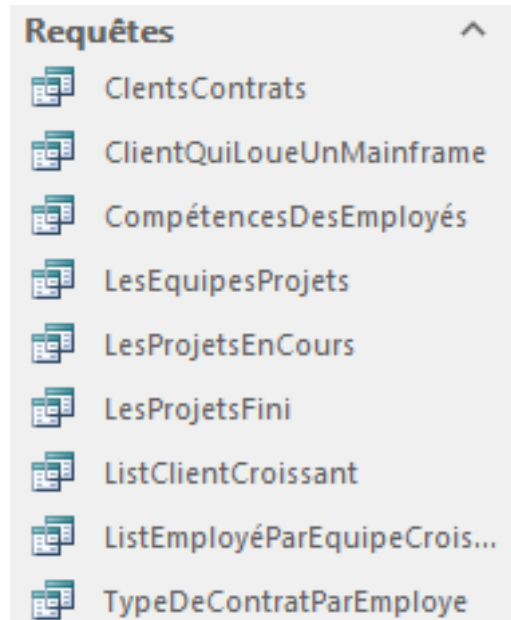 Requêtes
ClentsContrats
ClientQuiLoueUnMainframe
CompétencesDesEmployés
LesEquipesProjets
LesProjetsEnCours
LesProjetsFini
ListClientCroissant
ListEmployéParEquipeCrois...
TypeDeContratParEmploye